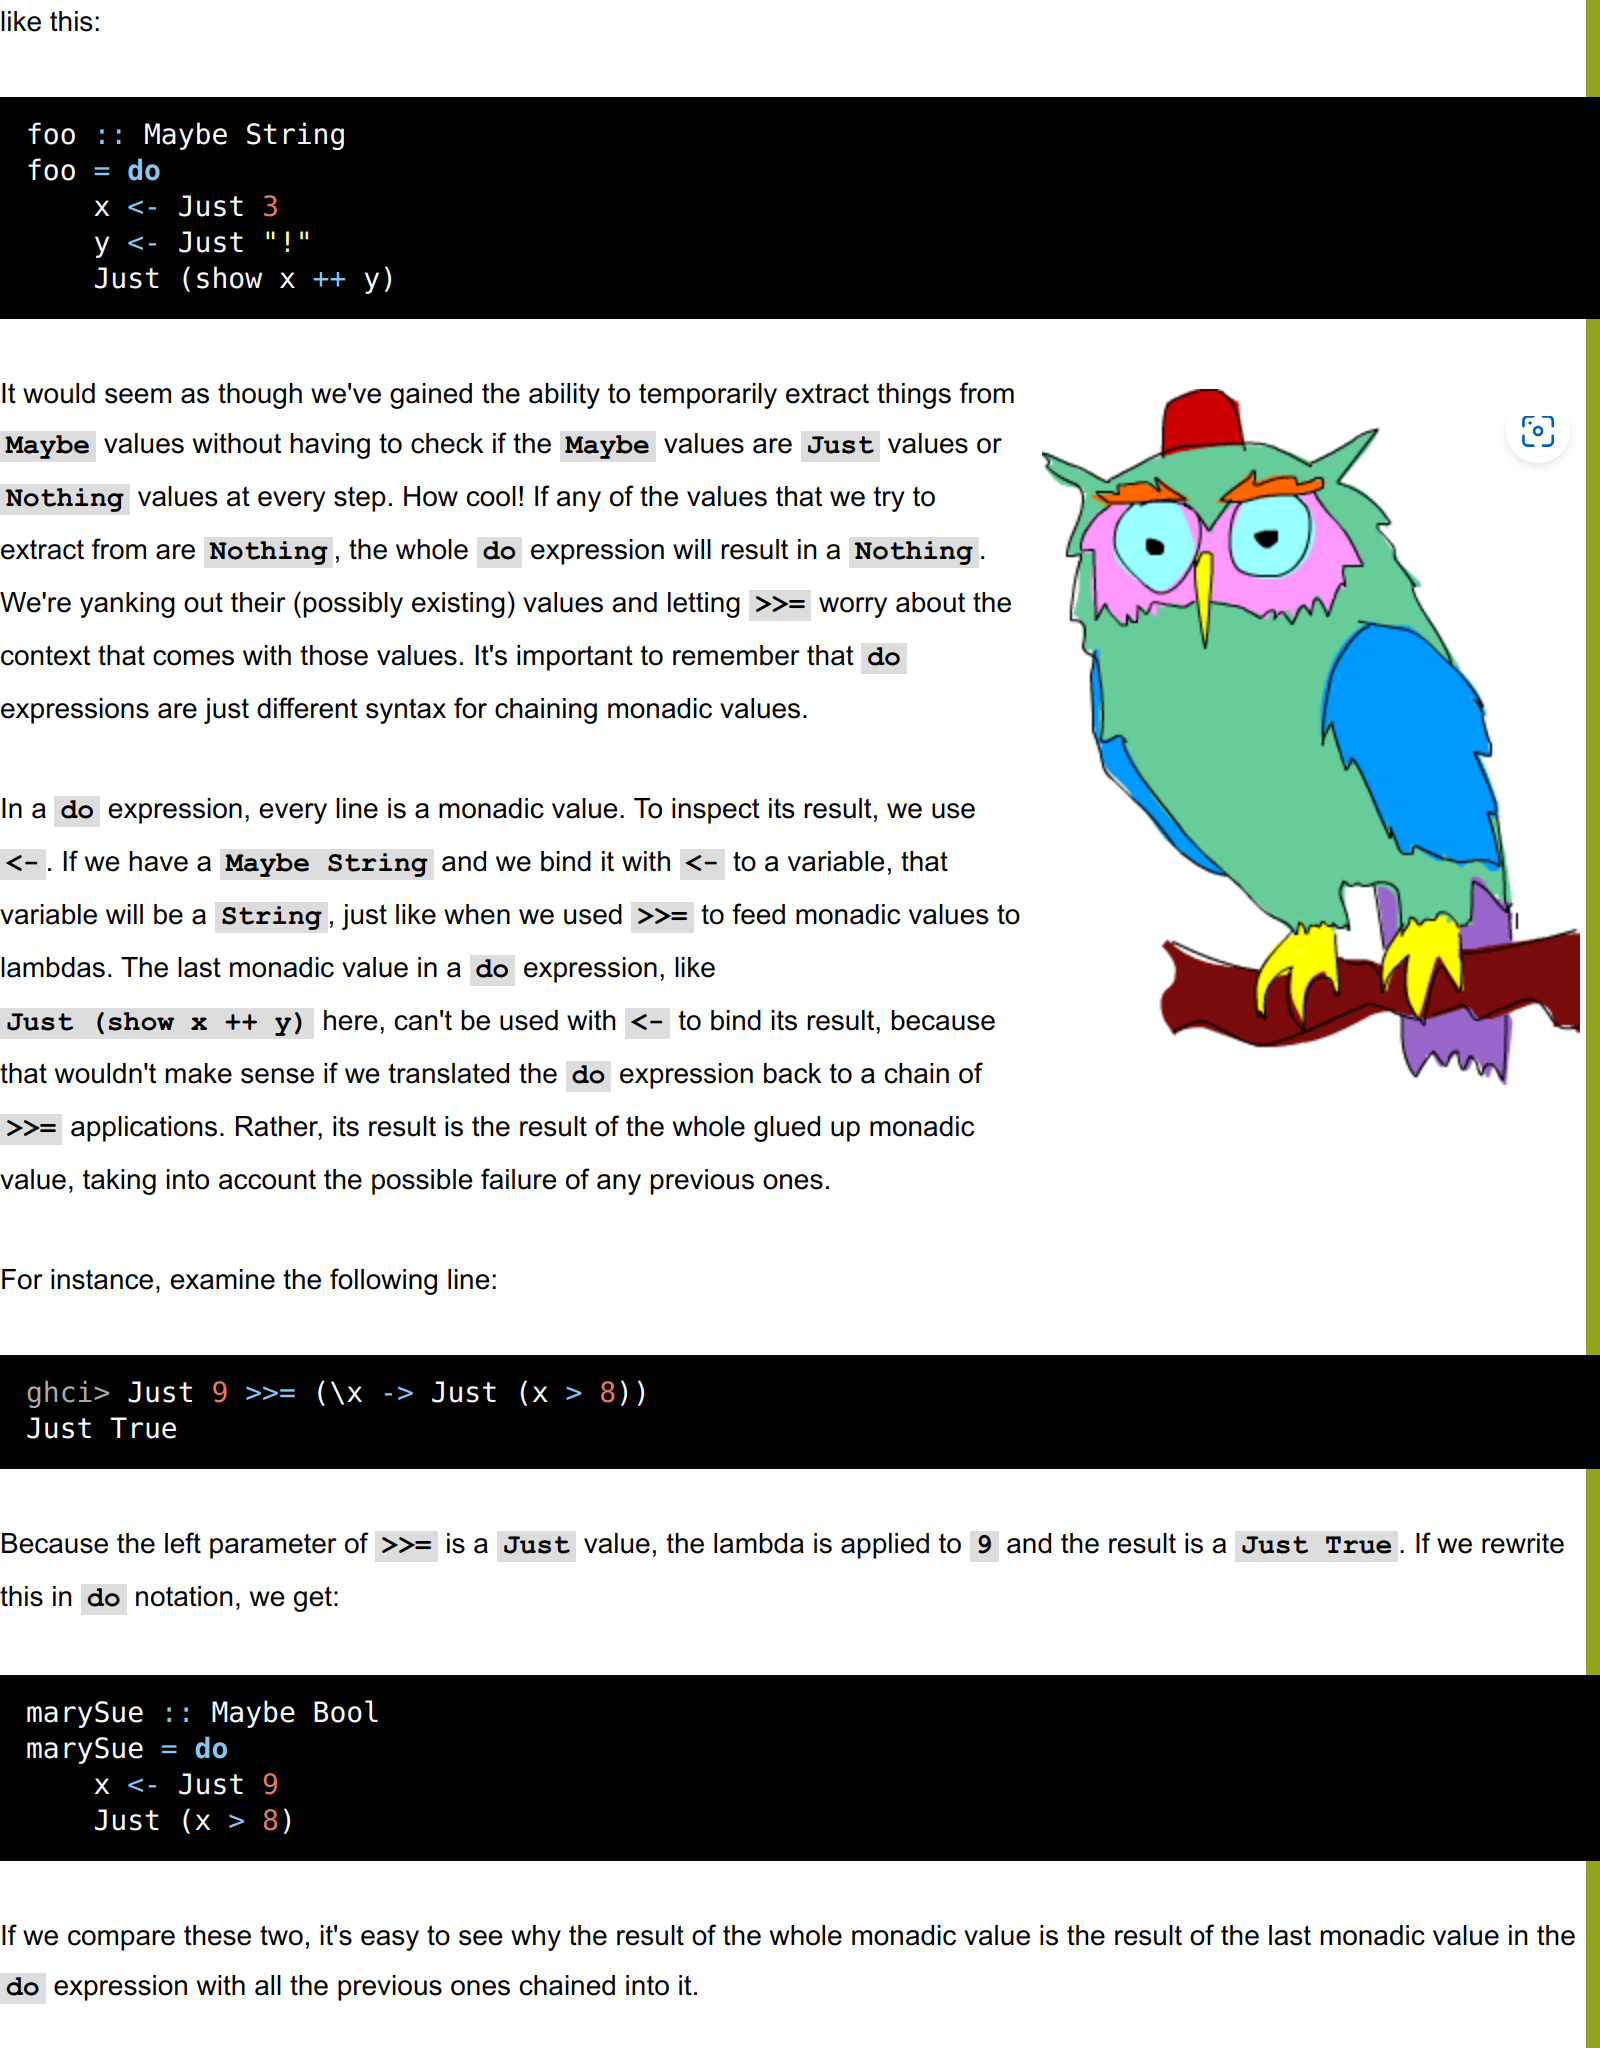 like this:
foo :: Maybe String
foo = do
    x <- Just 3
    y <- Just "!"
    Just (show x ++ y)
It would seem as though we've gained the ability to temporarily extract things from
Maybe values without having to check if the Maybe values are Just values or
Nothing values at every step. How cool! If any of the values that we try to
extract from are Nothing, the whole do expression will result in a Nothing.
We're yanking out their (possibly existing) values and letting >>= worry about the
context that comes with those values. It's important to remember that do
expressions are just different syntax for chaining monadic values.
In a do expression, every line is a monadic value. To inspect its result, we use
<-. If we have a Maybe String and we bind it with <- to a variable, that
variable will be a String, just like when we used >>= to feed monadic values to
lambdas. The last monadic value in a do expression, like
Just (show x ++ y) here, can't be used with <- to bind its result, because
that wouldn't make sense if we translated the do expression back to a chain of
>>= applications. Rather, its result is the result of the whole glued up monadic
value, taking into account the possible failure of any previous ones.
For instance, examine the following line:
ghci> Just 9 >>= (\x -> Just (x > 8))
Just True
Because the left parameter of >>= is a Just value, the lambda is applied to 9 and the result is a Just True. If we rewrite
this in do notation, we get:
marySue :: Maybe Bool
marySue = do
    x <- Just 9
    Just (x > 8)
If we compare these two, it's easy to see why the result of the whole monadic value is the result of the last monadic value in the
do expression with all the previous ones chained into it.